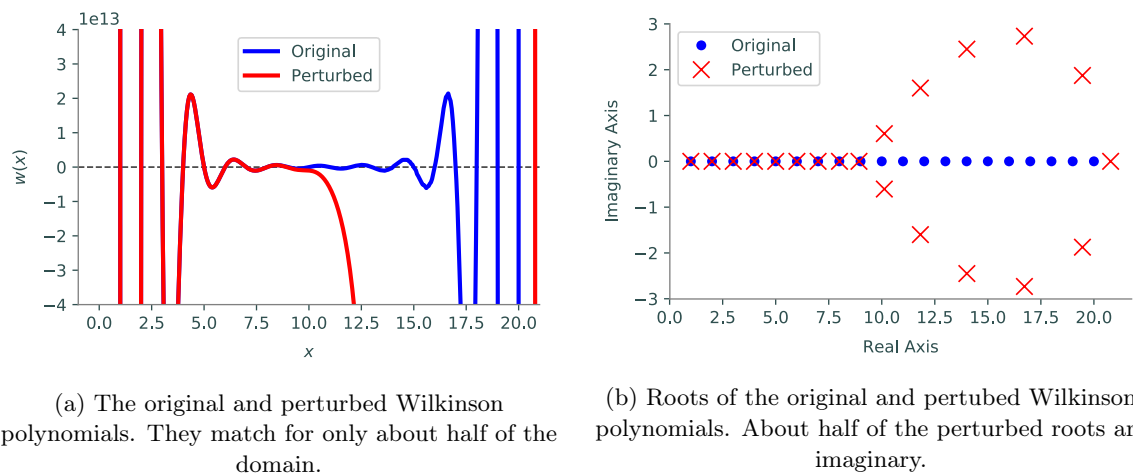 1e13
4
3
2
1
0
−1
−2
−3
−4
w(x)
Original
Perturbed
0.0 2.5 5.0 7.5 10.0 12.5 15.0 17.5 20.0
x
(a) The original and perturbed Wilkinson
polynomials. They match for only about half of the
domain.
3
2
1
0
−1
−2
−3
Imaginary Axis
Original
Perturbed
0.0 2.5 5.0 7.5 10.0 12.5 15.0 17.5 20.0
Real Axis
(b) Roots of the original and pertubed Wilkinson
polynomials. About half of the perturbed roots ar
imaginary.